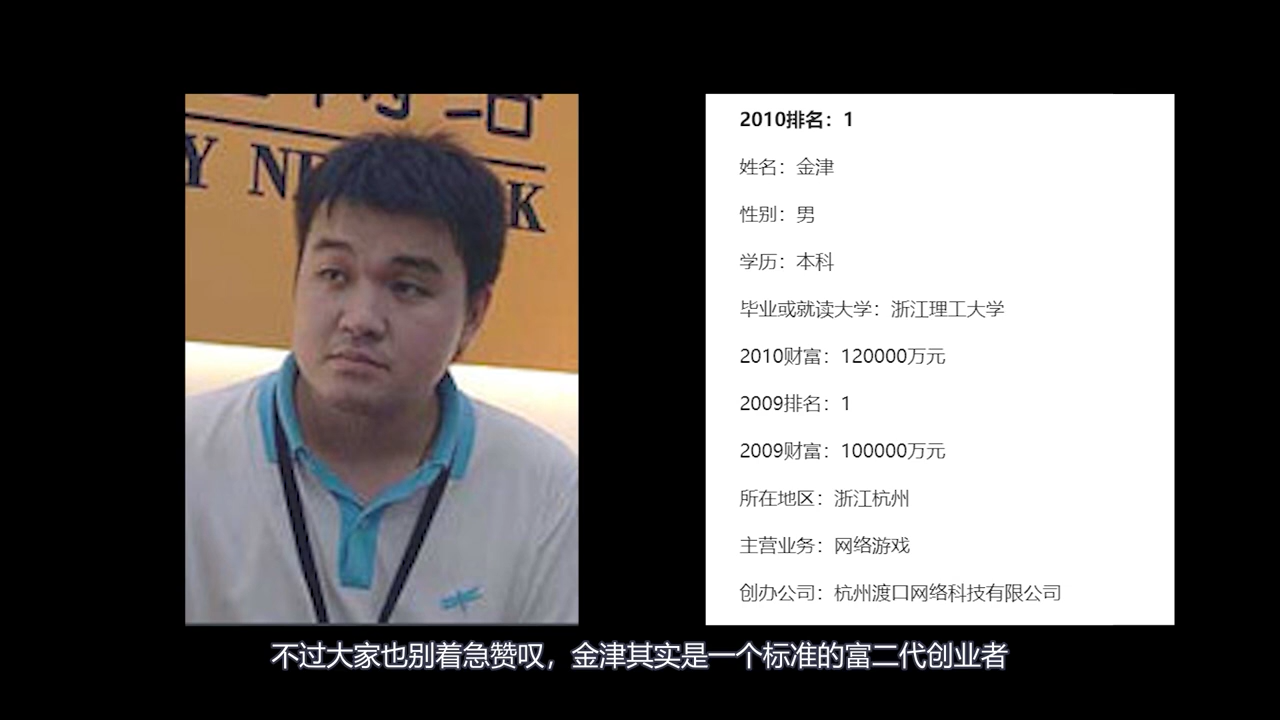 Y NE
K
2010排名：1
姓名：金津
性别：男
学历：本科
毕业或就读大学：浙江理工大学
2010财富：120000万元
2009排名：1
2009财富：100000万元
所在地区：浙江杭州
主营业务：网络游戏
创办公司：杭州渡口网络科技有限公司
不过大家也别着急赞叹，金津其实是一个标准的富二代创业者